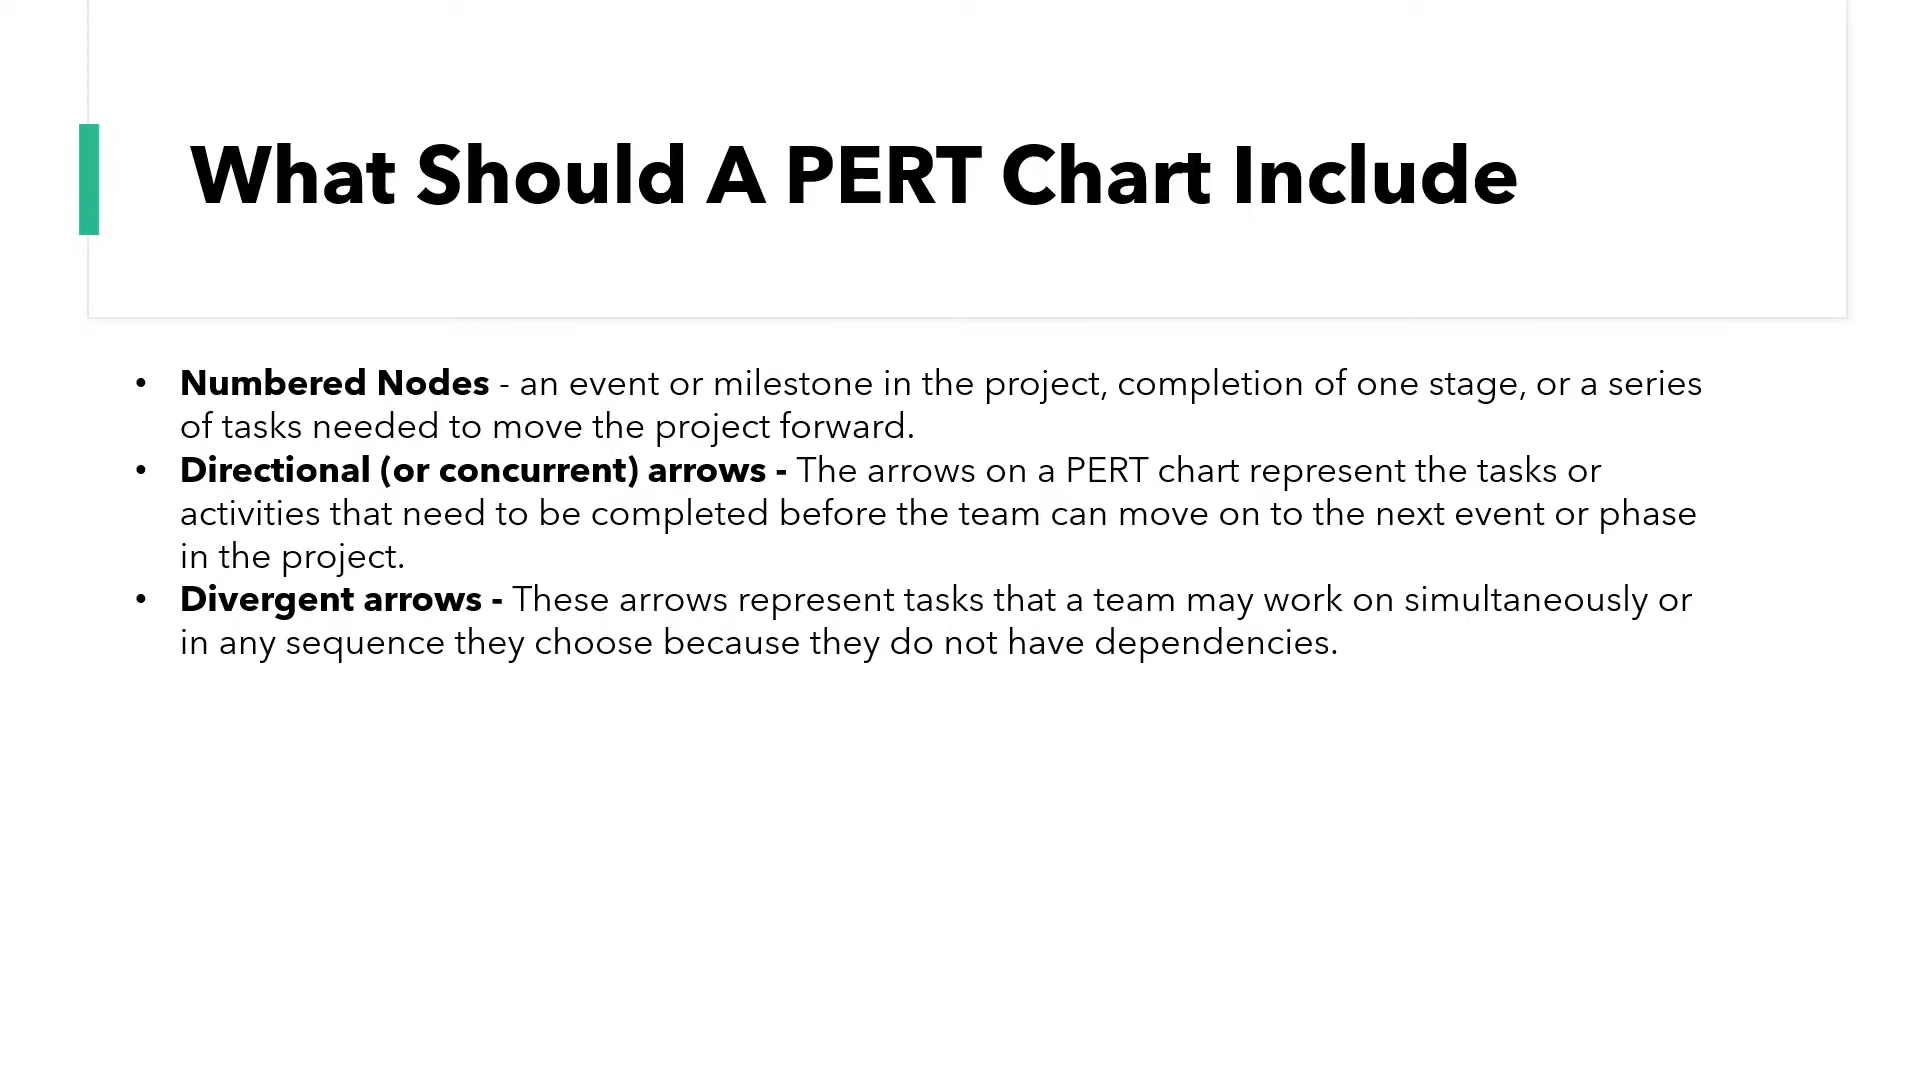 What Should A PERT Chart Include
• Numbered Nodes - an event or milestone in the project, completion of one stage, or a series
of tasks needed to move the project forward.
• Directional (or concurrent) arrows - The arrows on a PERT chart represent the tasks or
activities that need to be completed before the team can move on to the next event or phase
in the project.
• Divergent arrows - These arrows represent tasks that a team may work on simultaneously or
in any sequence they choose because they do not have dependencies.